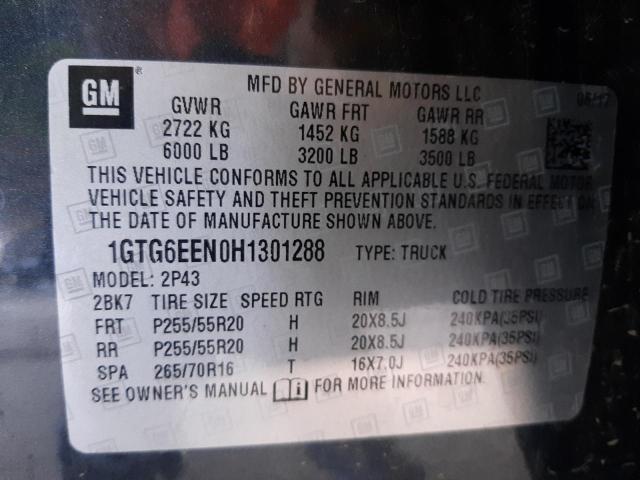 GM ®
MFD BY GENERAL MOTORS LLC 05/17
GVWR GAWR FRT GAWR RR
2722 KG 1452 KG 1588 KG
6000 LB 3200 LB 3500 LB
THIS VEHICLE CONFORMS TO ALL APPLICABLE U.S. FEDERAL MOTOR
VEHICLE SAFETY AND THEFT PREVENTION STANDARDS IN EFFECT ON
THE DATE OF MANUFACTURE SHOWN ABOVE.
1GTG6EEN0H1301288 TYPE: TRUCK
MODEL: 2P43
2BK7 TIRE SIZE SPEED RTG RIM COLD TIRE PRESSURE
FRT P255/55R20 H 20X8.5J 240KPA(35PSI)
RR P255/55R20 H 20X8.5J 240KPA(35PSI)
SPA 265/70R16 T 16X7.0J 240KPA(35PSI)
SEE OWNER'S MANUAL FOR MORE INFORMATION.